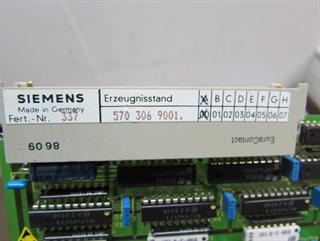 SIEMENS
Made in Germany
Fert.-Nr. 337
Erzeugnisstand
570 306 9001.
A B C D E F G H
00 01 02 03 04 05 06 07
EuraContact
6098